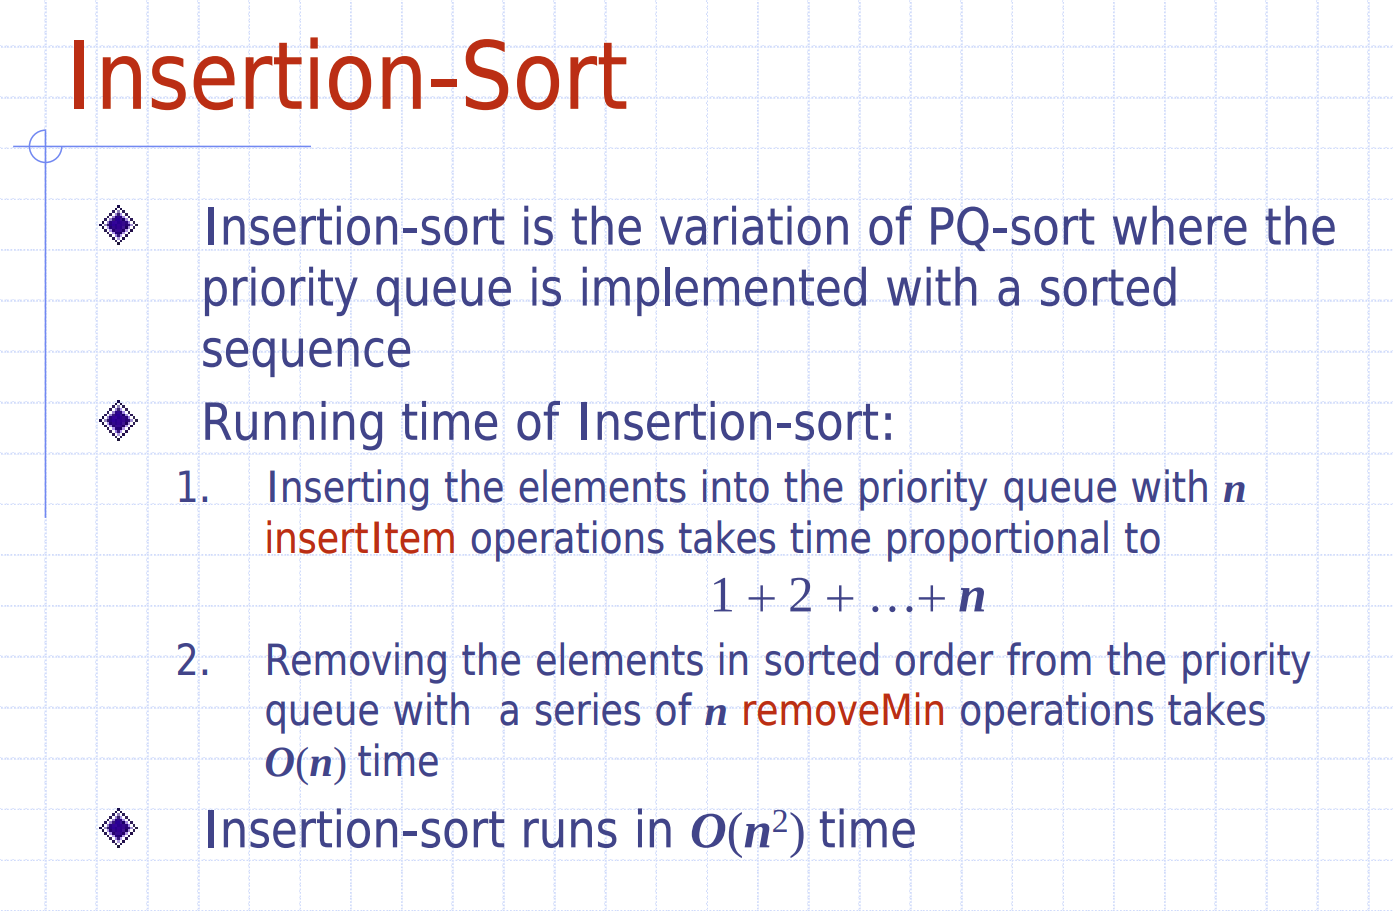 Insertion-Sort
Insertion-sort is the variation of PQ-sort where the
priority queue is implemented with a sorted
sequence
Running time of Insertion-sort:
1. Inserting the elements into the priority queue with n
insertItem operations takes time proportional to
1 + 2 + …+ n
2. Removing the elements in sorted order from the priority
queue with  a series of n removeMin operations takes
O(n) time
Insertion-sort runs in O(n²) time